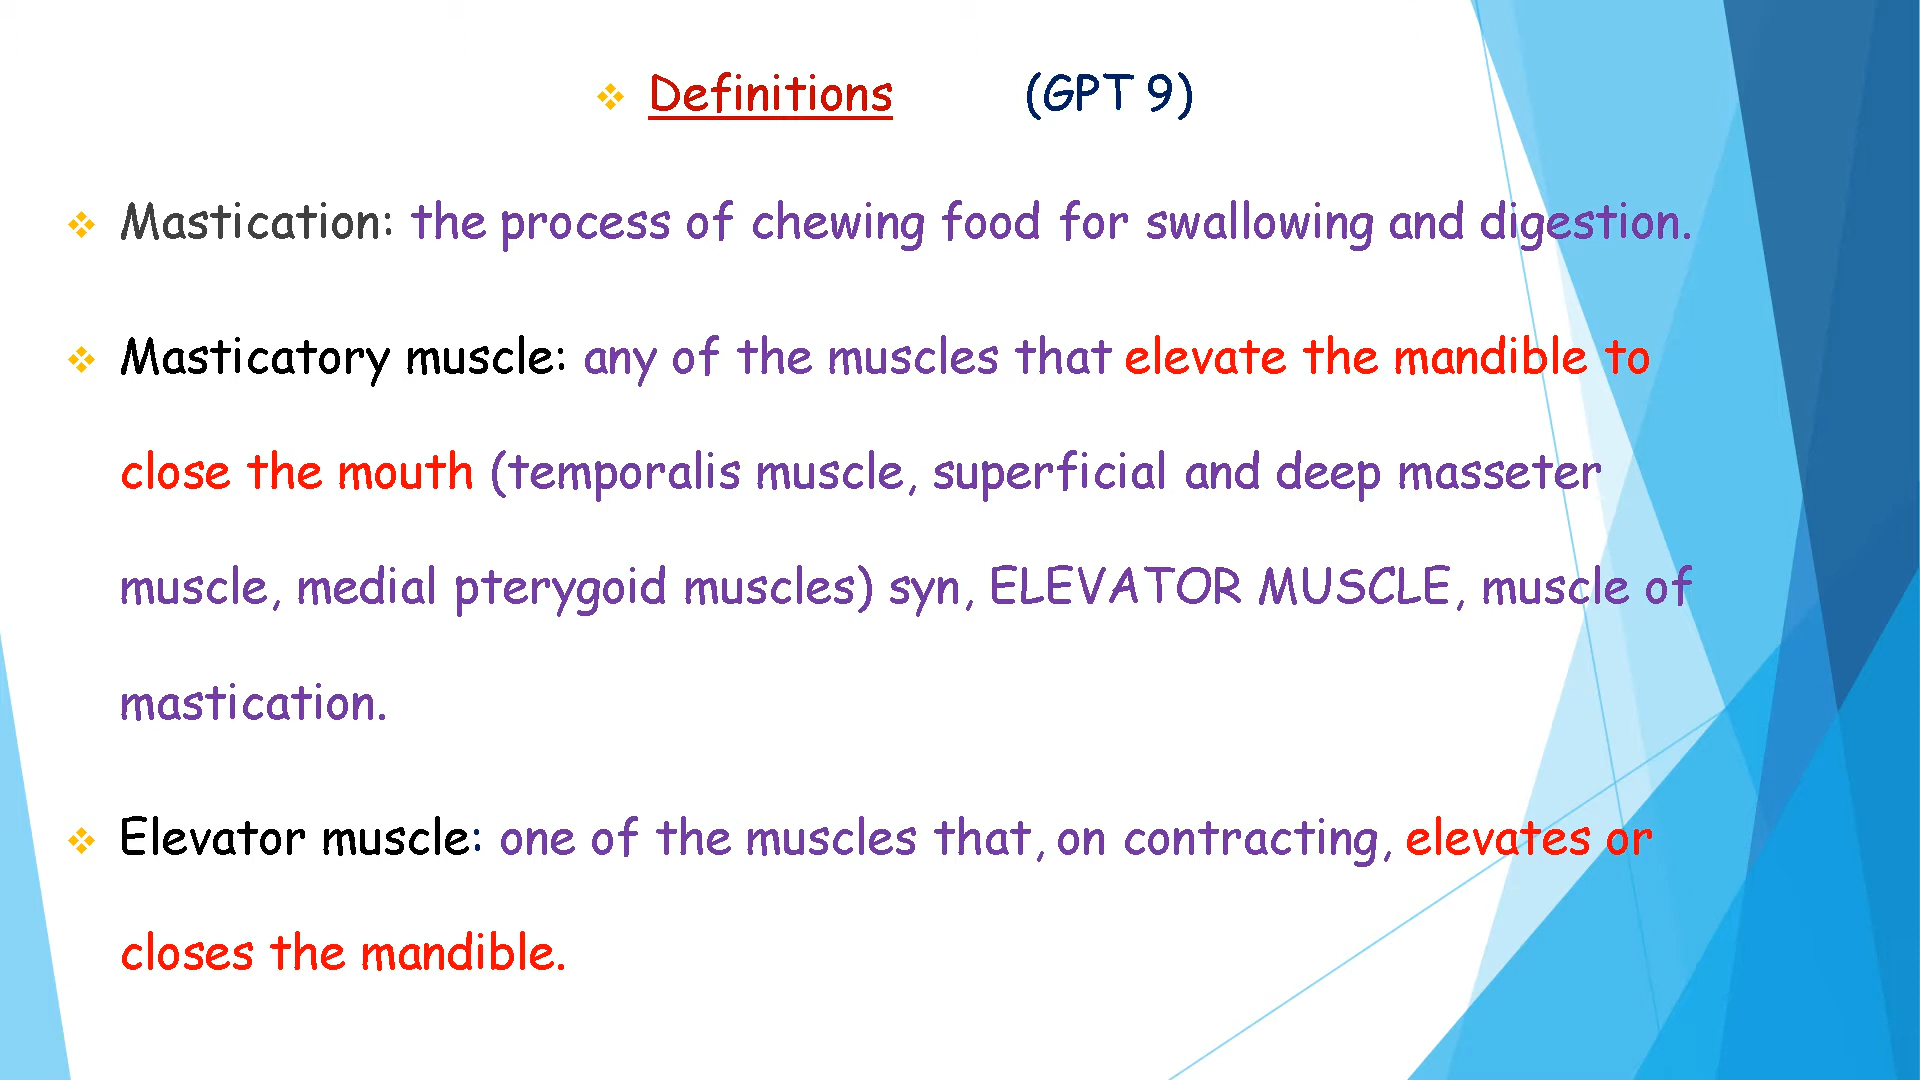 ❖ Definitions (GPT 9)
❖ Mastication: the process of chewing food for swallowing and digestion.
❖ Masticatory muscle: any of the muscles that elevate the mandible to
close the mouth (temporalis muscle, superficial and deep masseter
muscle, medial pterygoid muscles) syn, ELEVATOR MUSCLE, muscle of
mastication.
❖ Elevator muscle: one of the muscles that, on contracting, elevates or
closes the mandible.